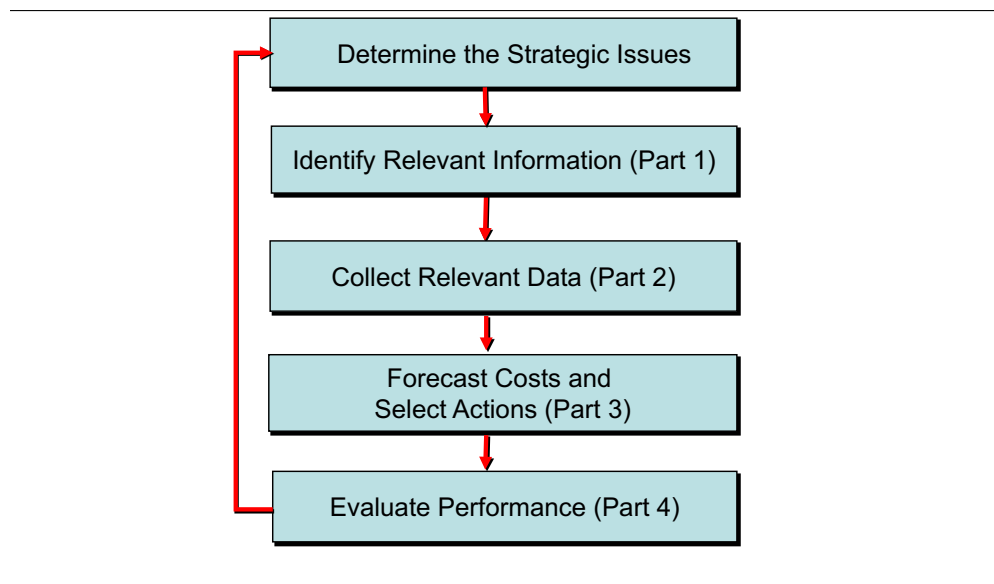 Determine the Strategic Issues
Identify Relevant Information (Part 1)
Collect Relevant Data (Part 2)
Forecast Costs and
Select Actions (Part 3)
Evaluate Performance (Part 4)